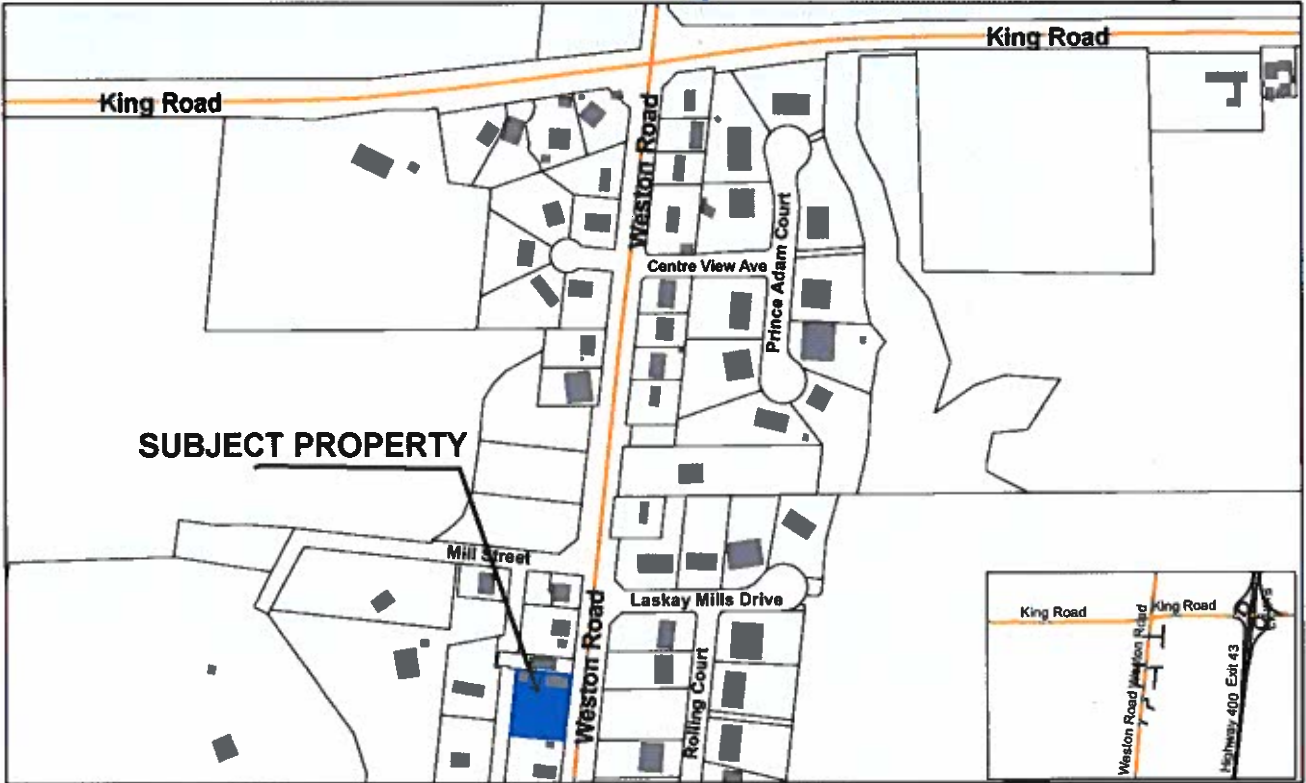 King Road
King Road
Weston Road
Centre View Ave
Prince Adam Court
SUBJECT PROPERTY
Mill Street
Laskay Mills Drive
Weston Road
Rolling Court
King Road
King Road
Weston Road
Weston Road
Highway 400 Exit 43